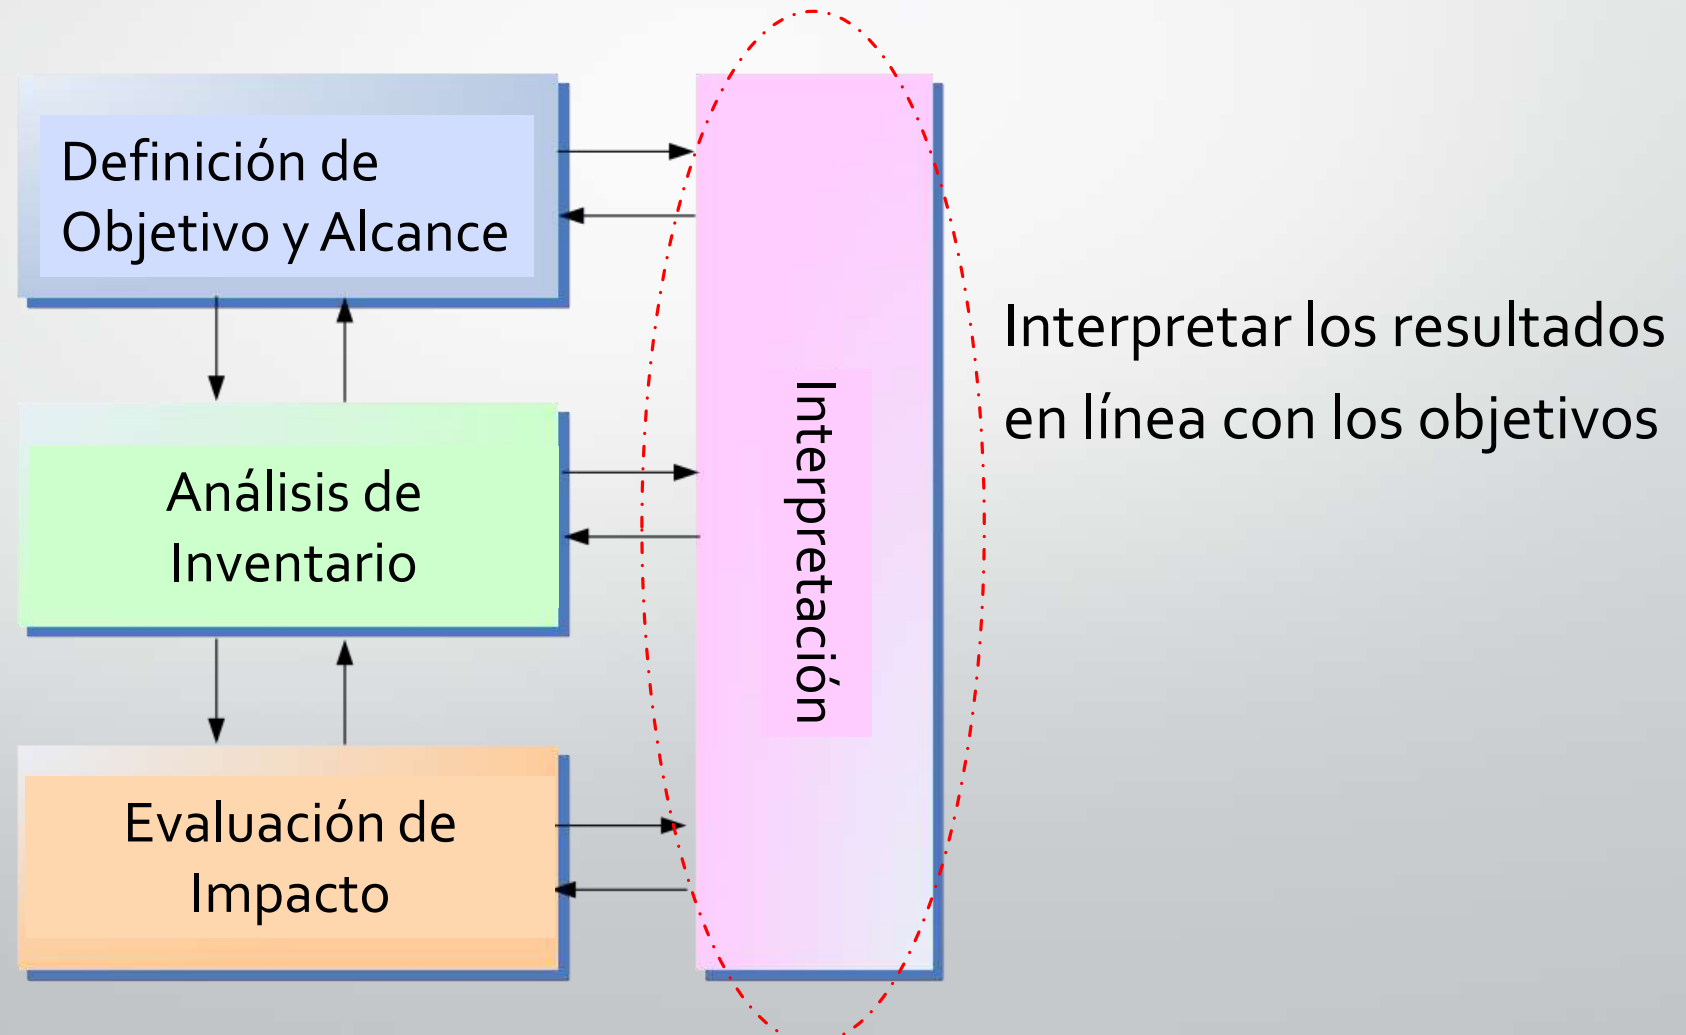 Definición de
Objetivo y Alcance
Análisis de
Inventario
Evaluación de
Impacto
Interpretación
Interpretar los resultados
en línea con los objetivos